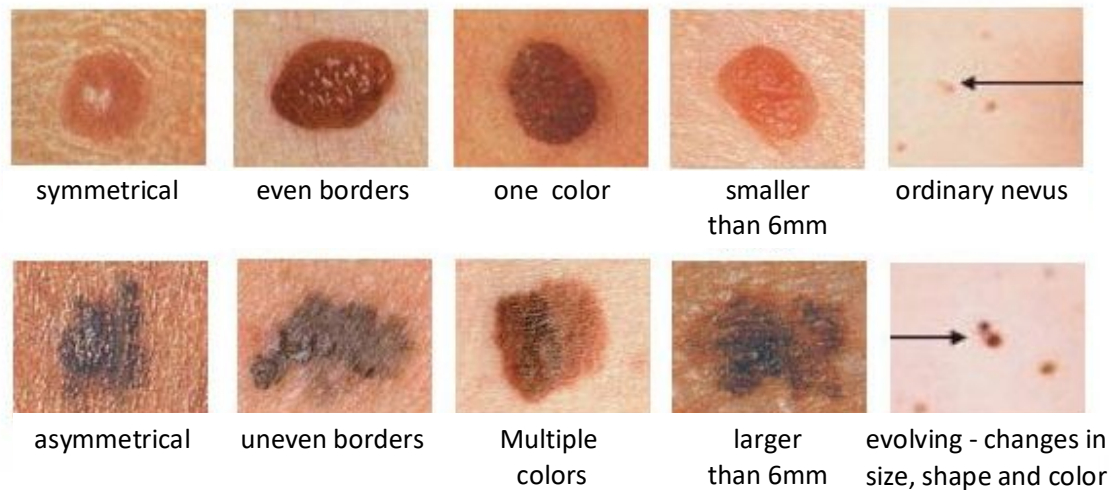 symmetrical
even borders
one color
smaller
than 6mm
ordinary nevus
asymmetrical
uneven borders
Multiple
colors
larger
than 6mm
evolving - changes in
size, shape and color